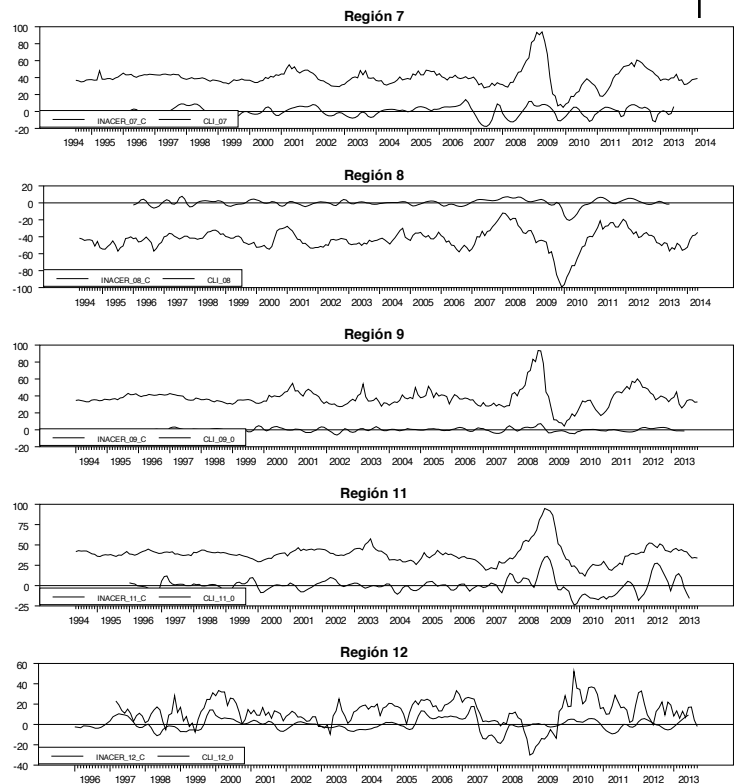 Región 7
100
80
60
40
20
0
-20
INACER_07_C CLI_07
1994 1995 1996 1997 1998 1999 2000 2001 2002 2003 2004 2005 2006 2007 2008 2009 2010 2011 2012 2013 2014
Región 8
20
0
-20
-40
-60
-80
-100
INACER_08_C CLI_08
1994 1995 1996 1997 1998 1999 2000 2001 2002 2003 2004 2005 2006 2007 2008 2009 2010 2011 2012 2013 2014
Región 9
100
80
60
40
20
0
-20
INACER_09_C CLI_09_0
1994 1995 1996 1997 1998 1999 2000 2001 2002 2003 2004 2005 2006 2007 2008 2009 2010 2011 2012 2013
Región 11
100
75
50
25
0
-25
INACER_11_C CLI_11_0
1994 1995 1996 1997 1998 1999 2000 2001 2002 2003 2004 2005 2006 2007 2008 2009 2010 2011 2012 2013
Región 12
60
40
20
0
-20
-40
INACER_12_C CLI_12_0
1996 1997 1998 1999 2000 2001 2002 2003 2004 2005 2006 2007 2008 2009 2010 2011 2012 2013